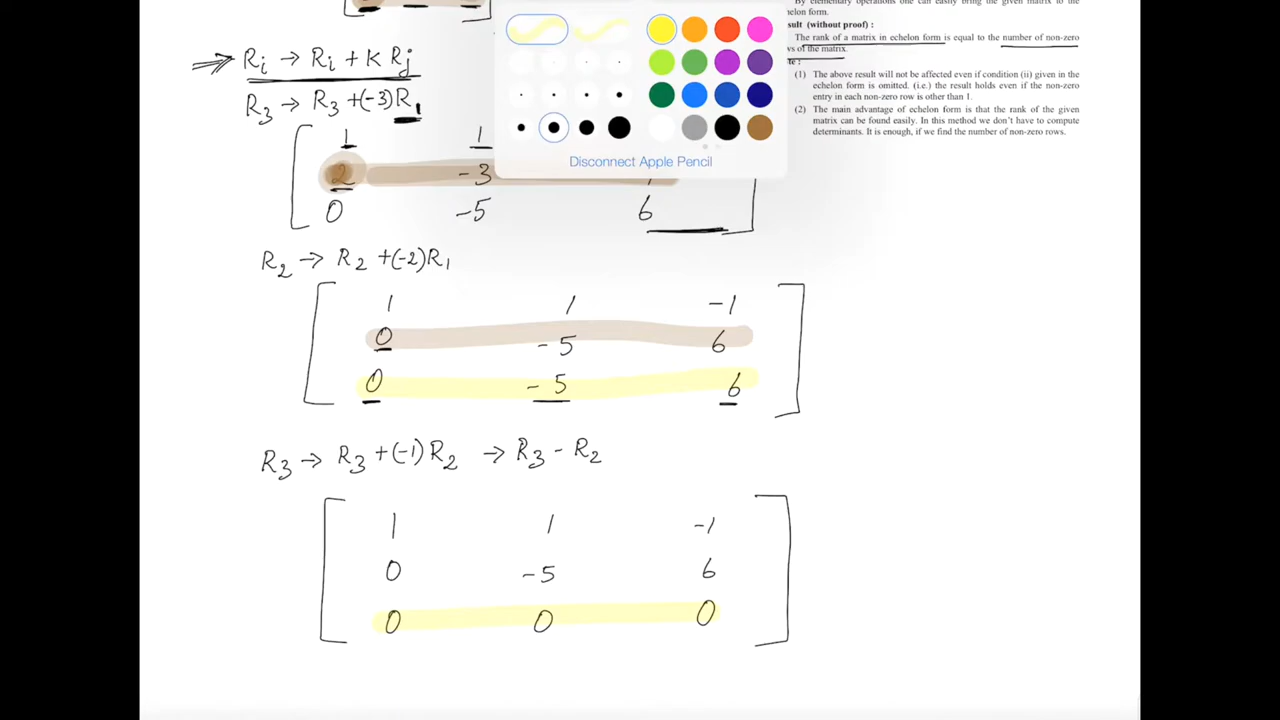 By elementary operations one can easily bring the given matrix to the
helon form.
sult (without proof) :
The rank of a matrix in echelon form is equal to the number of non-zero
ws of the matrix.
te :
(1) The above result will not be affected even if condition (ii) given in the
echelon form is omitted. (i.e.) the result holds even if the non-zero
entry in each non-zero row is other than 1.
(2) The main advantage of echelon form is that the rank of the given
matrix can be found easily. In this method we don't have to compute
determinants. It is enough, if we find the number of non-zero rows.
Disconnect Apple Pencil
Ri → Ri + K Rj
R3 → R3 +(-3)R1
1 1
2 -3
0 -5 6
R2 → R2 +(-2)R1
1 1 -1
0 -5 6
0 -5 6
R3 → R3 +(-1) R2 → R3 - R2
1 1 -1
0 -5 6
0 0 0